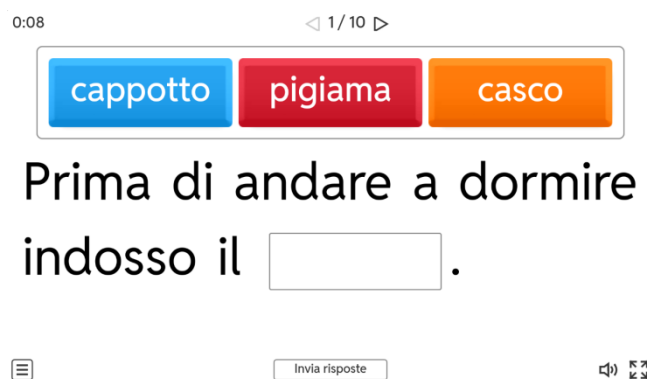 0:08
1 / 10
cappotto pigiama casco
Prima di andare a dormire
indosso il .
Invia risposte